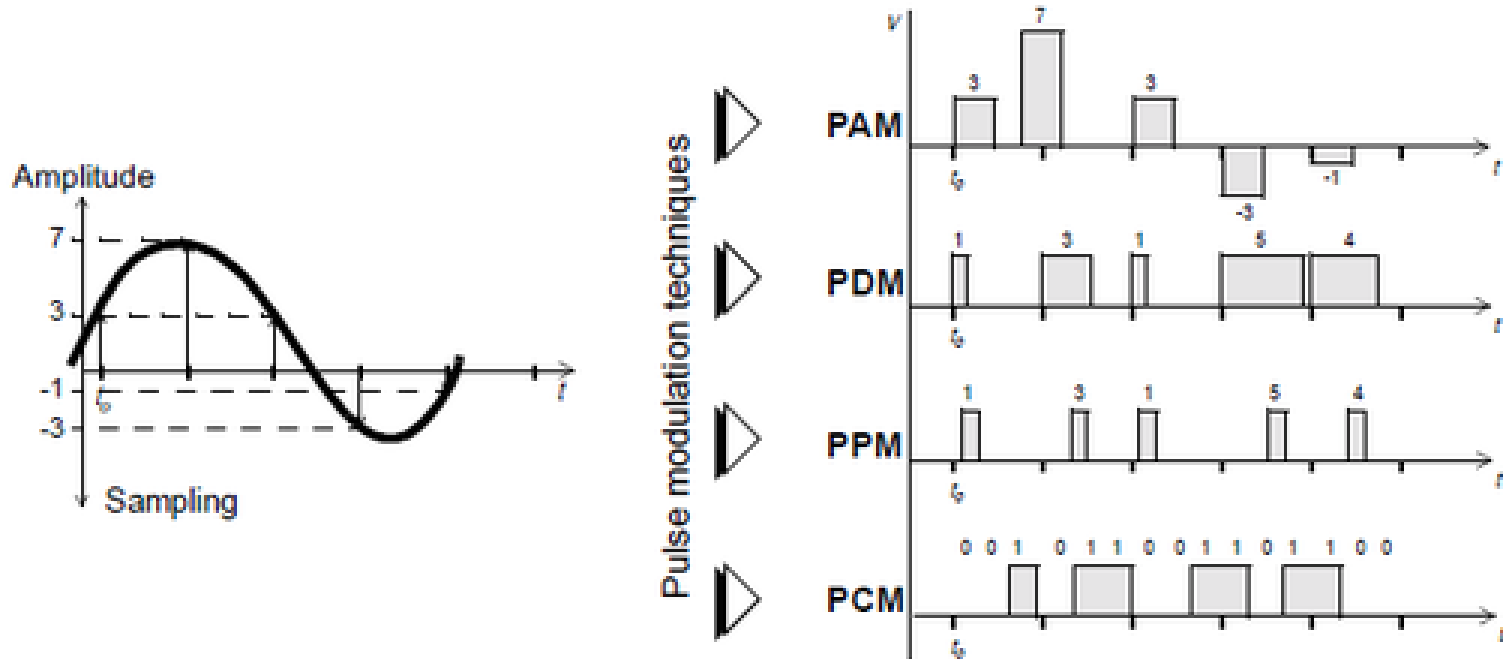 Amplitude
7
3
-1
-3
t₀
t
Sampling
Pulse modulation techniques
V
PAM
3
7
3
-3
-1
t₀
t
PDM
1 3 1 5 4
t₀
t
PPM
1 3 1 5 4
t₀
t
PCM
0 0 1 0 1 1 0 0 1 1 0 1 1 0 0
t₀
t